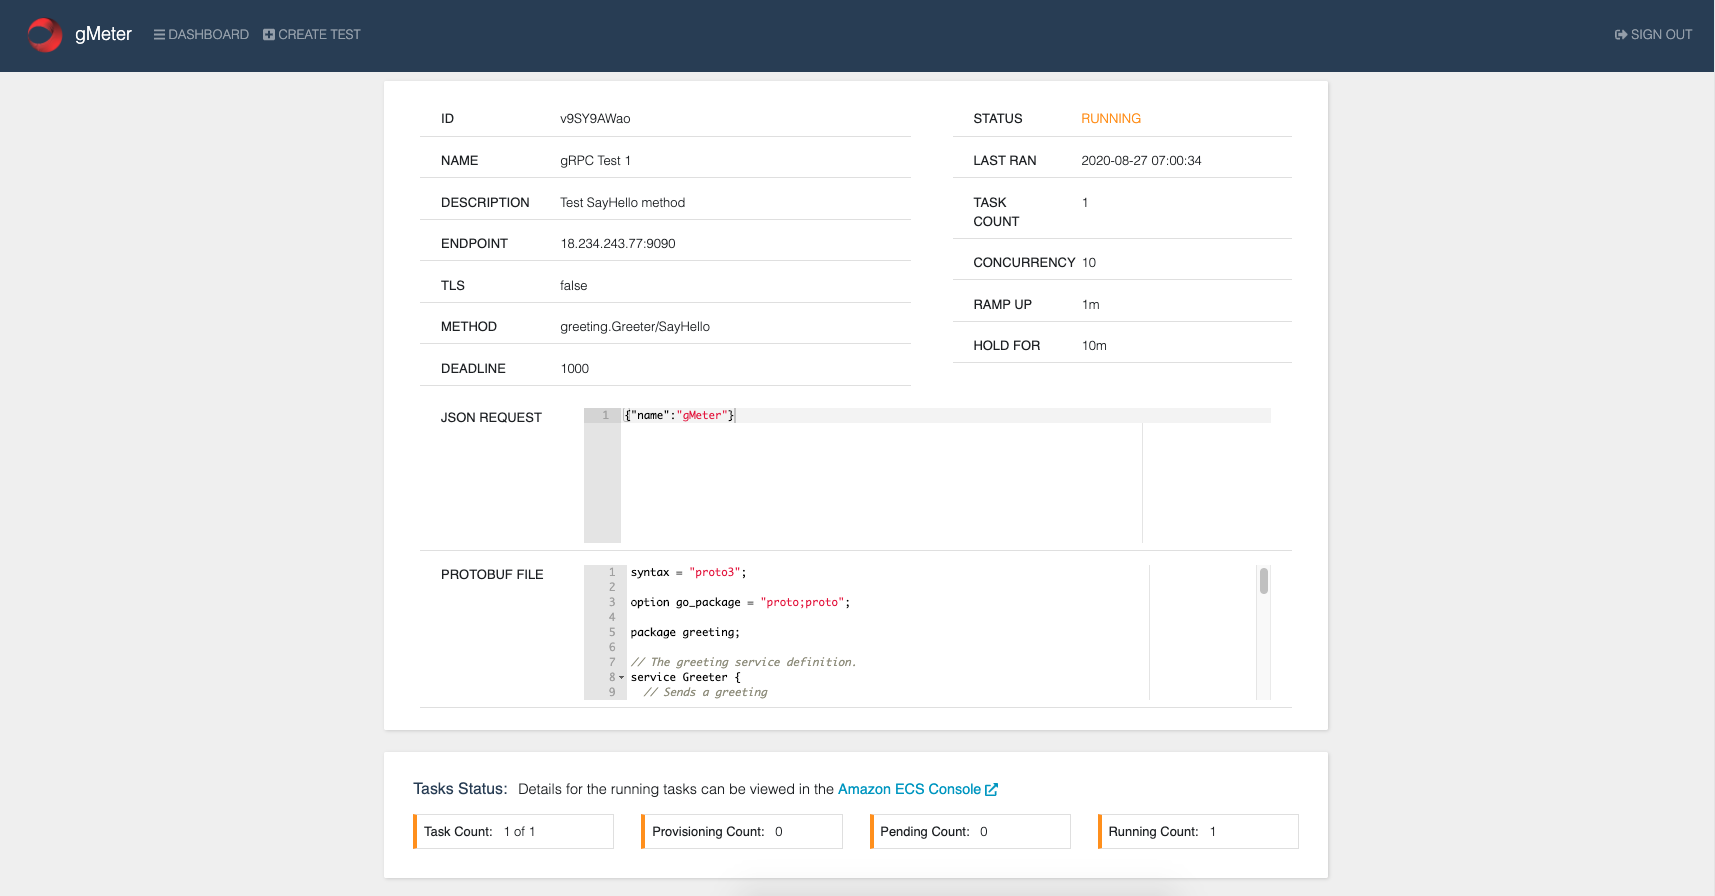 gMeter
DASHBOARD
CREATE TEST
SIGN OUT
ID v9SY9AWao
NAME gRPC Test 1
DESCRIPTION Test SayHello method
ENDPOINT 18.234.243.77:9090
TLS false
METHOD greeting.Greeter/SayHello
DEADLINE 1000
STATUS RUNNING
LAST RAN 2020-08-27 07:00:34
TASK COUNT 1
CONCURRENCY 10
RAMP UP 1m
HOLD FOR 10m
JSON REQUEST
1 {"name":"gMeter"}
PROTOBUF FILE
1 syntax = "proto3";
2
3 option go_package = "proto;proto";
4
5 package greeting;
6
7 // The greeting service definition.
8 service Greeter {
9 // Sends a greeting
Tasks Status: Details for the running tasks can be viewed in the Amazon ECS Console
Task Count: 1 of 1
Provisioning Count: 0
Pending Count: 0
Running Count: 1